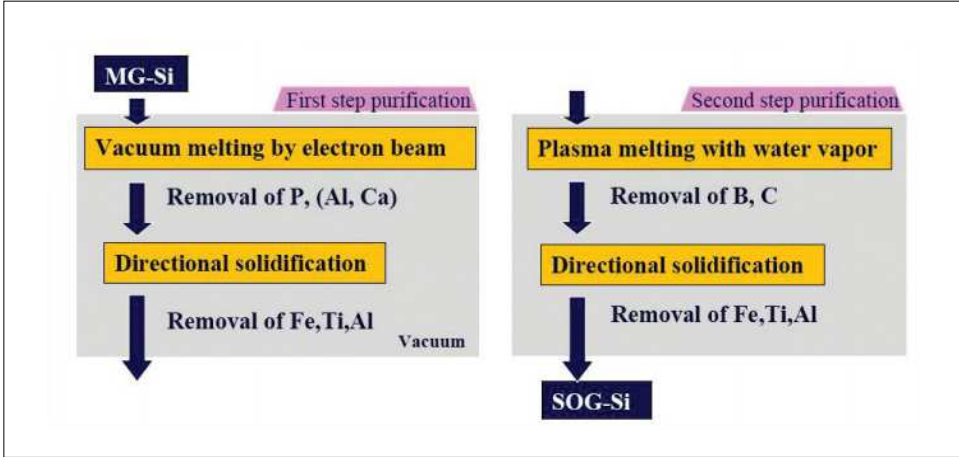 MG-Si
First step purification
Vacuum melting by electron beam
Removal of P, (Al, Ca)
Directional solidification
Removal of Fe,Ti,Al
Vacuum
Second step purification
Plasma melting with water vapor
Removal of B, C
Directional solidification
Removal of Fe,Ti,Al
SOG-Si